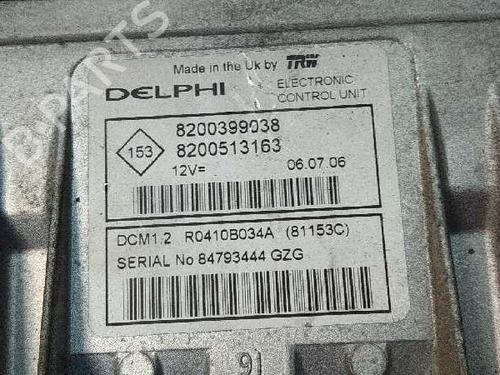 Made in the Uk by TRW
DELPHI ELECTRONIC
CONTROL UNIT
153
8200399038
8200513163
12V= 06.07.06
DCM1.2 R0410B034A (81153C)
SERIAL No 84793444 GZG
91